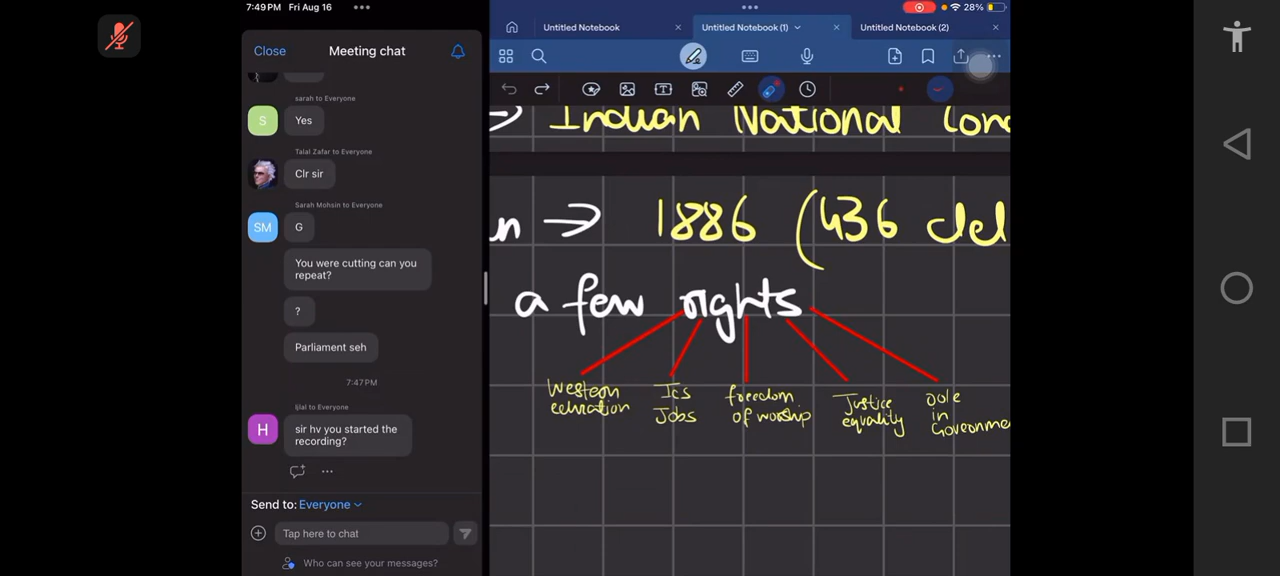 7:49 PM Fri Aug 16
28%
Close
Meeting chat
sarah to Everyone
S
Yes
Talal Zafar to Everyone
Clr sir
Sarah Mohsin to Everyone
SM
G
You were cutting can you
repeat?
?
Parliament seh
7:47 PM
Ijlal to Everyone
H
sir hv you started the
recording?
Send to: Everyone
Tap here to chat
Who can see your messages?
Untitled Notebook
Untitled Notebook (1)
Untitled Notebook (2)
⇒ Indian National Con
n → 1886 (436 del
a few rights
Western
education
Ics
Jobs
freedom
of worship
Justice
equality
role
in
Governme